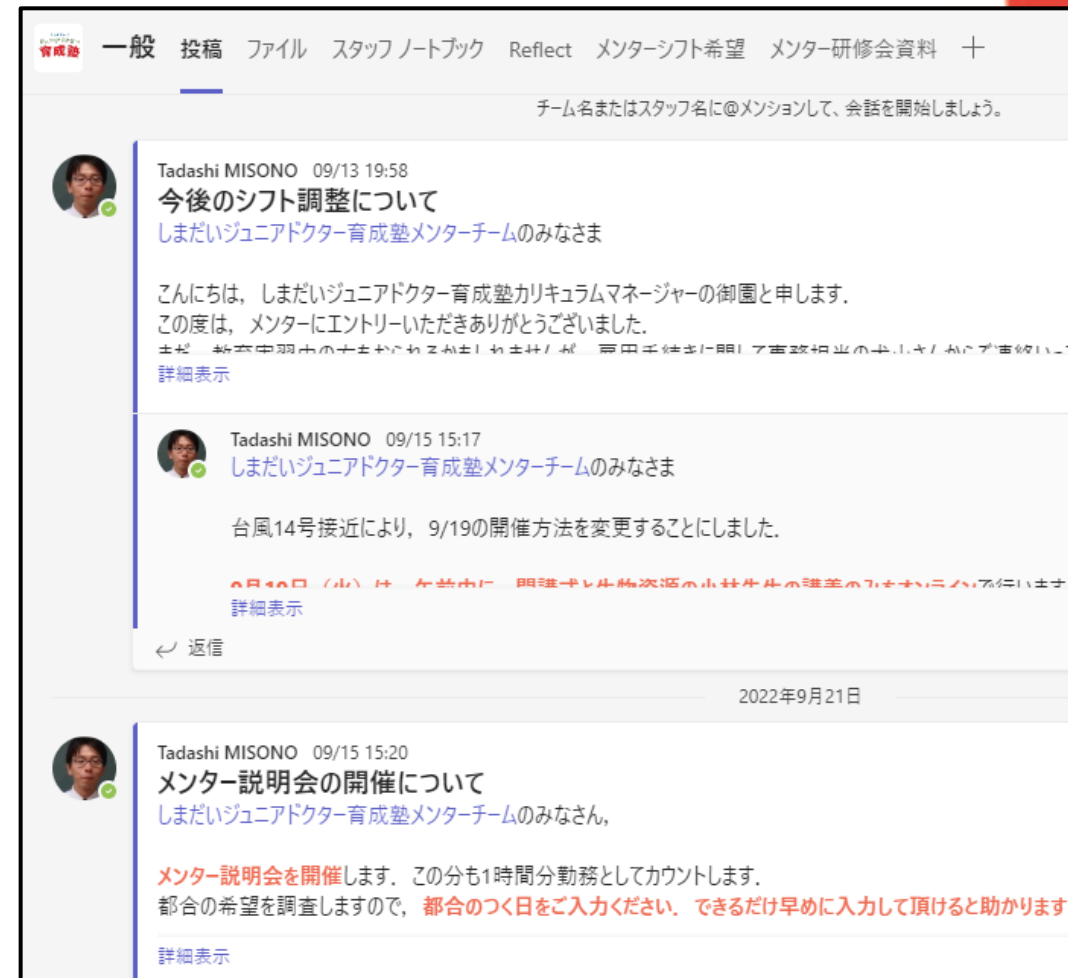 育成塾
一般 投稿 ファイル スタッフ ノートブック Reflect メンターシフト希望 メンター研修会資料 +
チーム名またはスタッフ名に@メンションして、会話を開始しましょう。
Tadashi MISONO 09/13 19:58
今後のシフト調整について
しまだいジュニアドクター育成塾メンターチームのみなさま
こんにちは，しまだいジュニアドクター育成塾カリキュラムマネージャーの御園と申します．
この度は，メンターにエントリーいただきありがとうございました．
詳細表示
Tadashi MISONO 09/15 15:17
しまだいジュニアドクター育成塾メンターチームのみなさま
台風14号接近により，9/19の開催方法を変更することにしました．
詳細表示
返信
2022年9月21日
Tadashi MISONO 09/15 15:20
メンター説明会の開催について
しまだいジュニアドクター育成塾メンターチームのみなさん，
メンター説明会を開催します．この分も1時間分勤務としてカウントします．
都合の希望を調査しますので，都合のつく日をご入力ください．できるだけ早めに入力して頂けると助かります
詳細表示